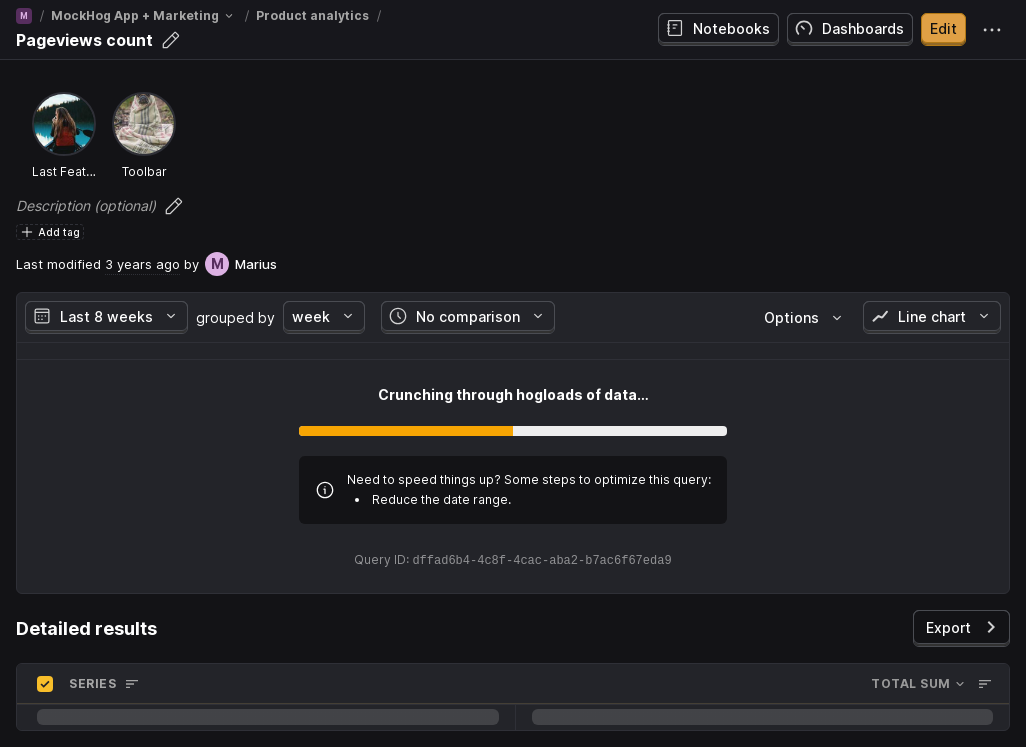 M / MockHog App + Marketing / Product analytics /
Pageviews count
Notebooks
Dashboards
Edit
Last Feat...
Toolbar
Description (optional)
Add tag
Last modified 3 years ago by M Marius
Last 8 weeks grouped by week No comparison Options Line chart
Crunching through hogloads of data...
Need to speed things up? Some steps to optimize this query:
• Reduce the date range.
Query ID: dffad6b4-4c8f-4cac-aba2-b7ac6f67eda9
Detailed results
Export
SERIES TOTAL SUM